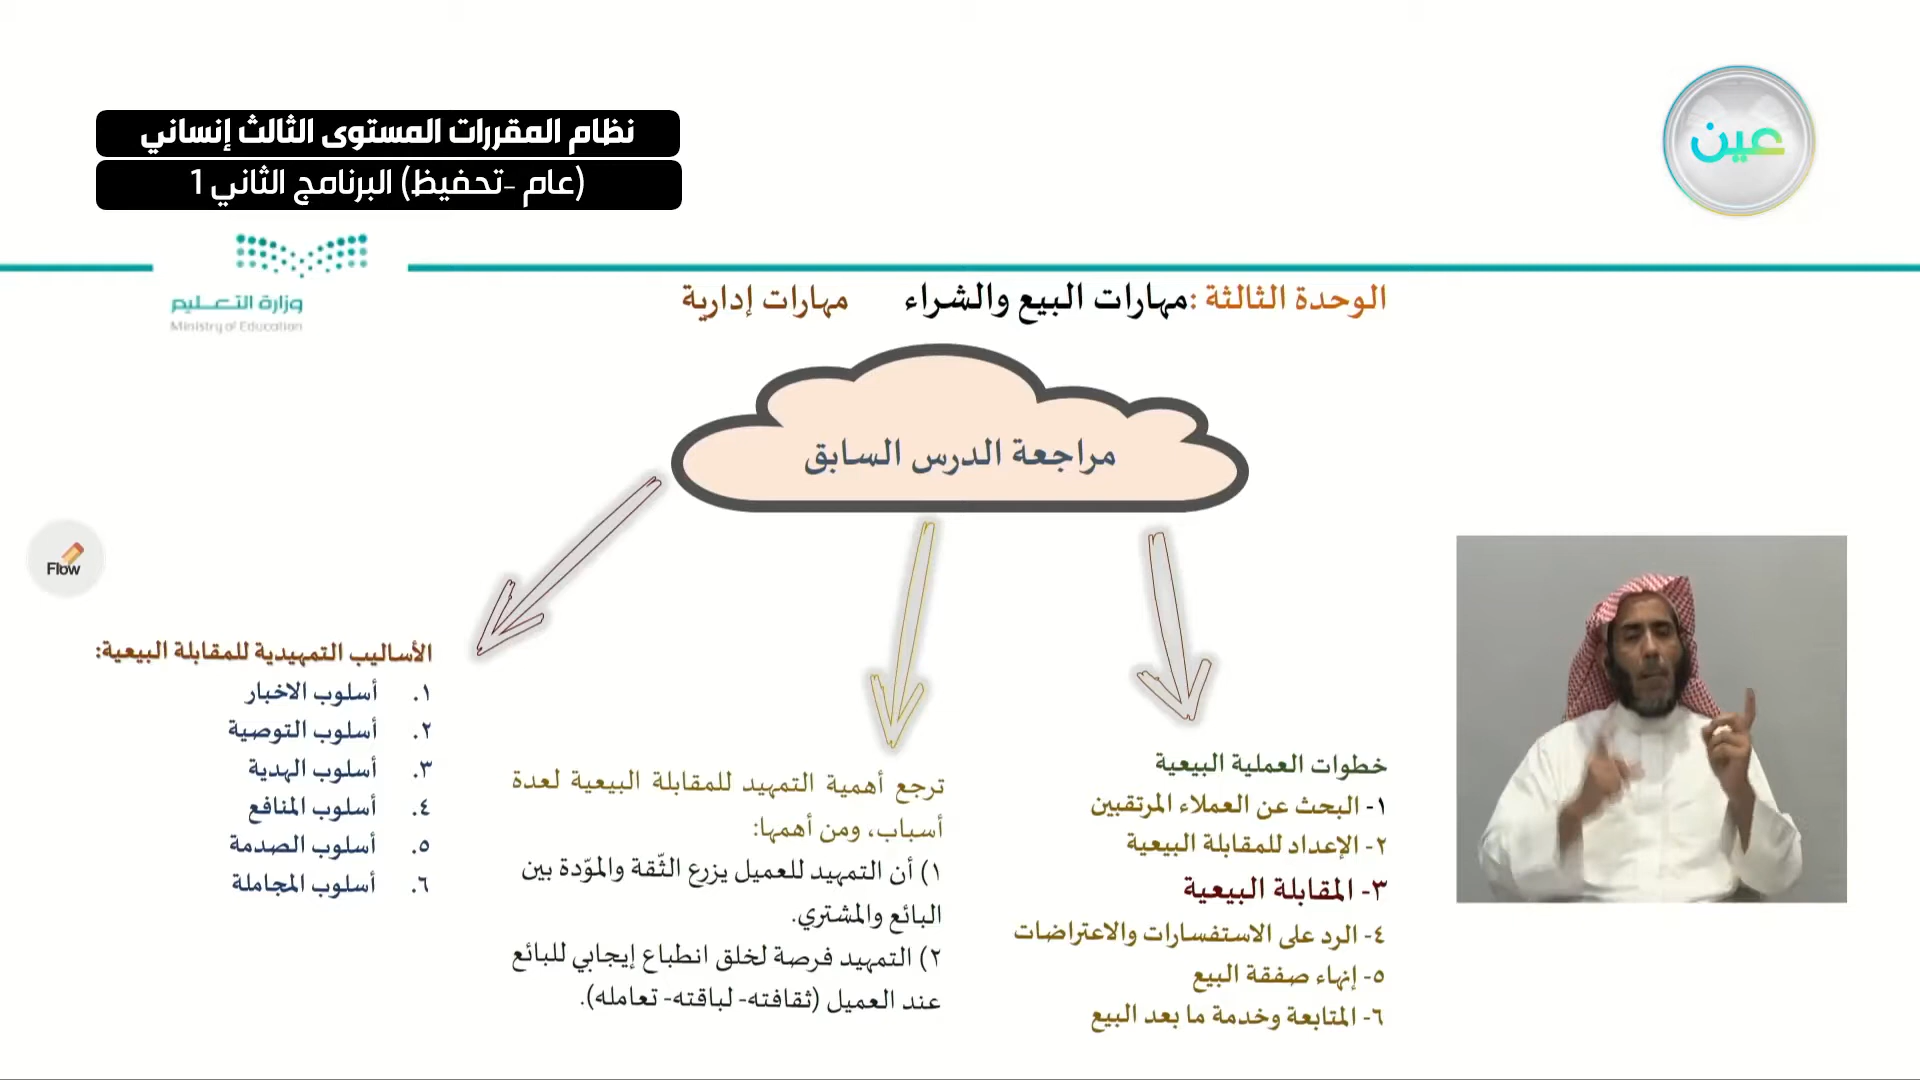 نظام المقررات المستوى الثالث إنساني
(عام -تحفيظ) البرنامج الثاني 1
عين
وزارة التعليم
Ministry of Education
الوحدة الثالثة :مهارات البيع والشراء مهارات إدارية
مراجعة الدرس السابق
خطوات العملية البيعية
١- البحث عن العملاء المرتقبين
٢- الإعداد للمقابلة البيعية
٣- المقابلة البيعية
٤- الرد على الاستفسارات والاعتراضات
٥- إنهاء صفقة البيع
٦- المتابعة وخدمة ما بعد البيع
ترجع أهمية التمهيد للمقابلة البيعية لعدة
أسباب، ومن أهمها:
١) أن التمهيد للعميل يزرع الثّقة والموّدة بين
البائع والمشتري.
٢) التمهيد فرصة لخلق انطباع إيجابي للبائع
عند العميل (ثقافته- لباقته- تعامله).
الأساليب التمهيدية للمقابلة البيعية:
١. أسلوب الاخبار
٢. أسلوب التوصية
٣. أسلوب الهدية
٤. أسلوب المنافع
٥. أسلوب الصدمة
٦. أسلوب المجاملة
Flow